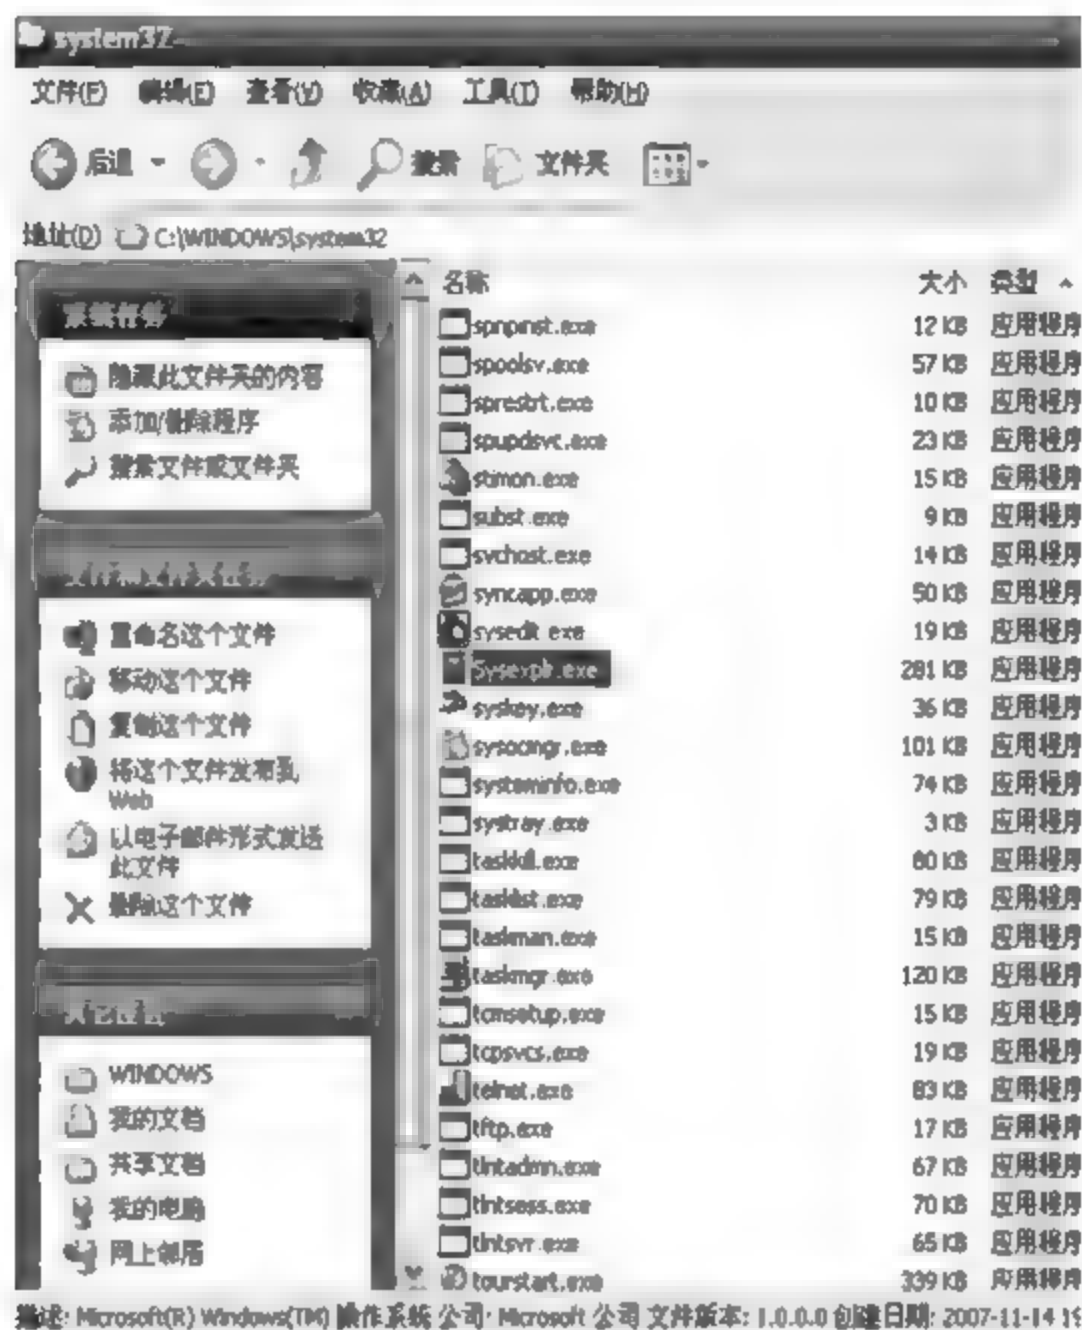 system32
文件(F) 编辑(E) 查看(V) 收藏(A) 工具(T) 帮助(H)
后退 搜索 文件夹
地址(D) C:\WINDOWS\system32
系统任务
隐藏此文件夹的内容
添加/删除程序
搜索文件或文件夹
文件和文件夹任务
重命名这个文件
移动这个文件
复制这个文件
将这个文件发布到
Web
以电子邮件形式发送
此文件
删除这个文件
其它位置
WINDOWS
我的文档
共享文档
我的电脑
网上邻居
名称 大小 类型
spnpinst.exe 12 KB 应用程序
spoolsv.exe 57 KB 应用程序
sprestrt.exe 10 KB 应用程序
spupdsvc.exe 23 KB 应用程序
stimon.exe 15 KB 应用程序
subst.exe 9 KB 应用程序
svchost.exe 14 KB 应用程序
syncapp.exe 50 KB 应用程序
sysedit.exe 19 KB 应用程序
Sysexplr.exe 281 KB 应用程序
syskey.exe 36 KB 应用程序
sysocmgr.exe 101 KB 应用程序
systeminfo.exe 74 KB 应用程序
systray.exe 3 KB 应用程序
taskkill.exe 80 KB 应用程序
tasklist.exe 79 KB 应用程序
taskman.exe 15 KB 应用程序
taskmgr.exe 120 KB 应用程序
tcmsetup.exe 15 KB 应用程序
tcpsvcs.exe 19 KB 应用程序
telnet.exe 83 KB 应用程序
tftp.exe 17 KB 应用程序
tlntadmn.exe 67 KB 应用程序
tlntsess.exe 70 KB 应用程序
tlntsvr.exe 65 KB 应用程序
tourstart.exe 339 KB 应用程序
描述: Microsoft(R) Windows(TM) 操作系统 公司: Microsoft 公司 文件版本: 1.0.0.0 创建日期: 2007-11-14 19